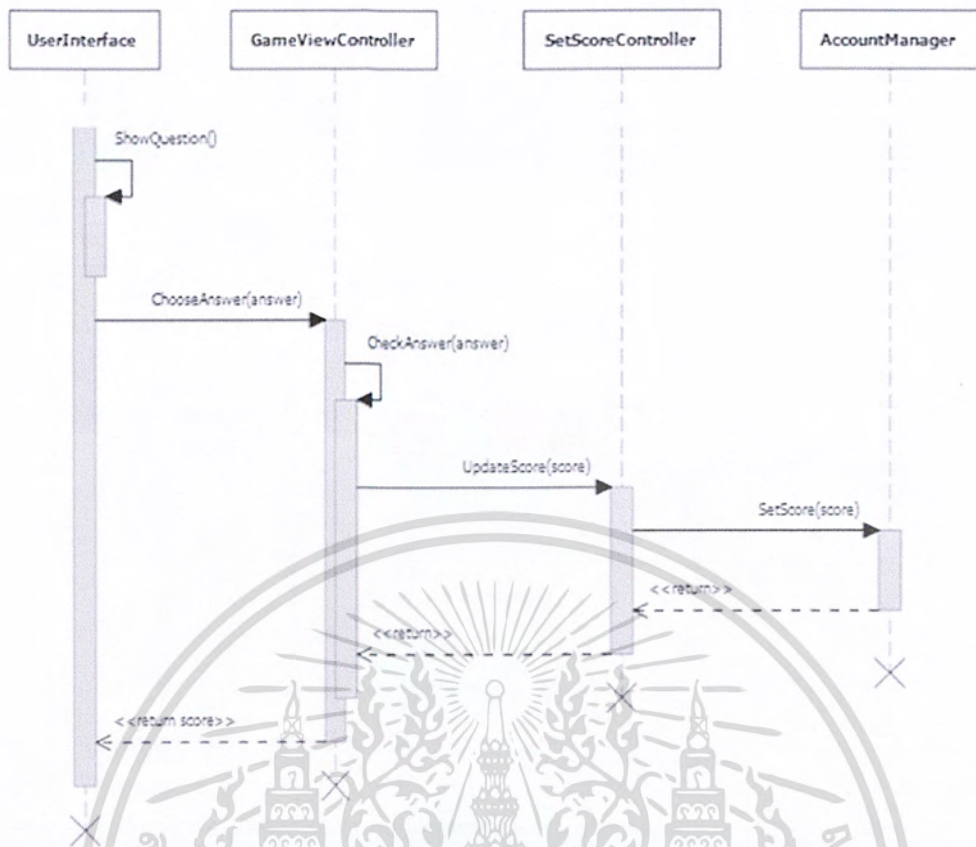 UserInterface
GameViewController
SetScoreController
AccountManager
ShowQuestion()
ChooseAnswer(answer)
CheckAnswer(answer)
UpdateScore(score)
SetScore(score)
<<return>>
<<return>>
<<return score>>